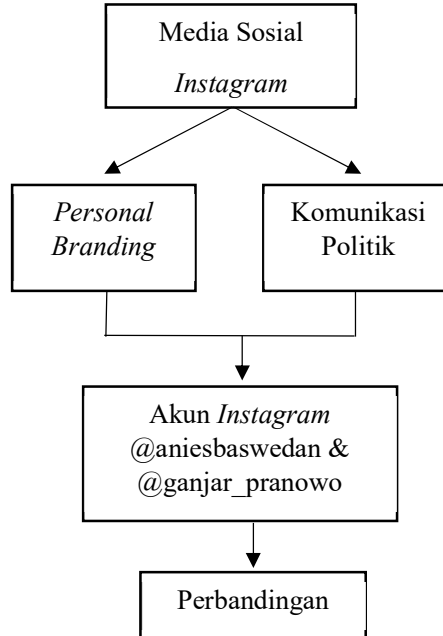 Media Sosial
Instagram
Personal
Branding
Komunikasi
Politik
Akun Instagram
@aniesbaswedan &
@ganjar_pranowo
Perbandingan